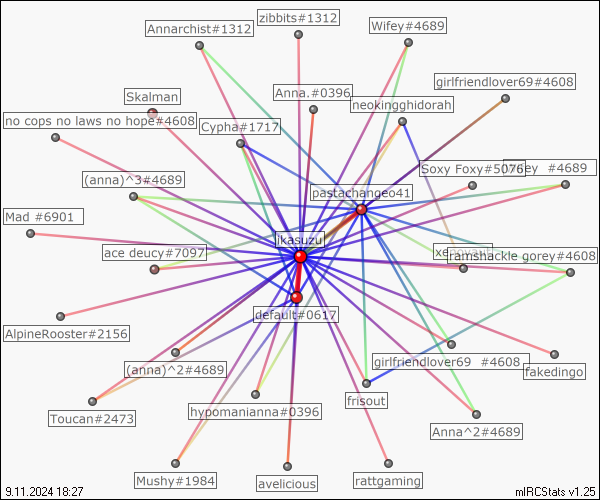 zibbits#1312
Annarchist#1312
Wifey#4689
girlfriendlover69#4608
Anna.#0396
Skalman
neokingghidorah
no cops no laws no hope#4608
Cypha#1717
Soxy Foxy#5076
#4689
(anna)^3#4689
pastachangeo41
Mad #6901
jkasuzu
ace deucy#7097
ramshackle gorey#4608
default#0617
AlpineRooster#2156
girlfriendlover69 #4608
(anna)^2#4689
fakedingo
frisout
hypomanianna#0396
Toucan#2473
Anna^2#4689
Mushy#1984
avelicious
rattgaming
9.11.2024 18:27
mIRCStats v1.25